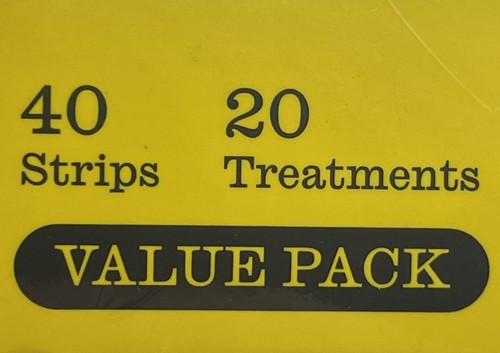 40 20
Strips Treatments
VALUE PACK